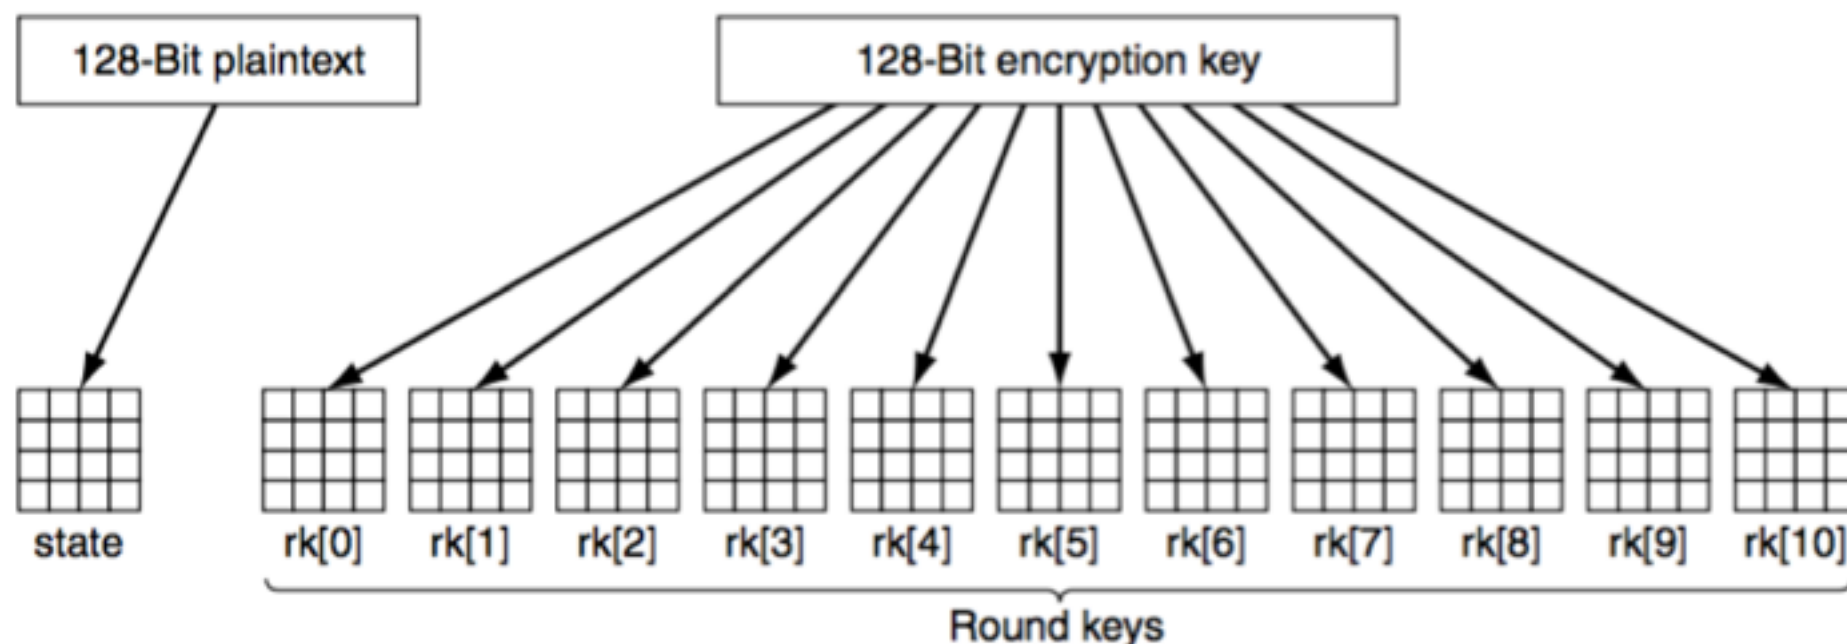 128-Bit plaintext
128-Bit encryption key
state
rk[0]
rk[1]
rk[2]
rk[3]
rk[4]
rk[5]
rk[6]
rk[7]
rk[8]
rk[9]
rk[10]
Round keys